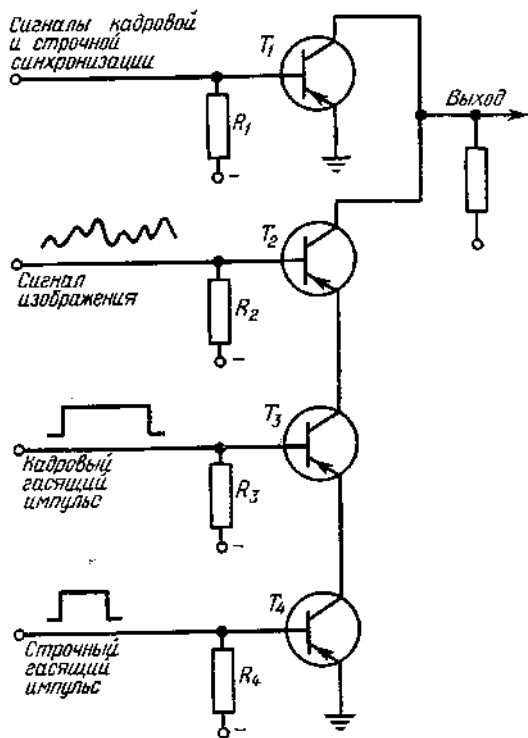 Сигналы кадровой
и строчной
синхронизации
T1
R1
Выход
T2
R2
Сигнал
изображения
T3
R3
Кадровый
гасящий
импульс
T4
R4
Строчный
гасящий
импульс